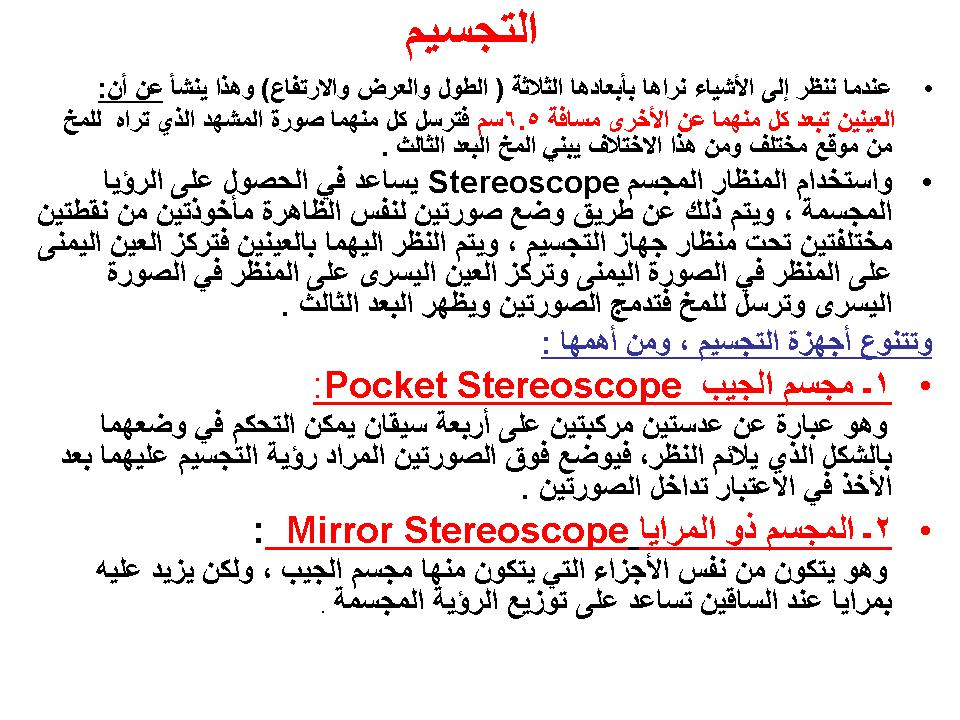 التجسيم
• عندما ننظر إلى الأشياء نراها بأبعادها الثلاثة ( الطول والعرض والارتفاع) وهذا ينشأ عن أن:
العينين تبعد كل منهما عن الأخرى مسافة ٦.٥سم فترسل كل منهما صورة المشهد الذي تراه للمخ
من موقع مختلف ومن هذا الاختلاف يبني المخ البعد الثالث .
• واستخدام المنظار المجسم Stereoscope يساعد في الحصول على الرؤيا
المجسمة ، ويتم ذلك عن طريق وضع صورتين لنفس الظاهرة مأخوذتين من نقطتين
مختلفتين تحت منظار جهاز التجسيم ، ويتم النظر اليهما بالعينين فتركز العين اليمنى
على المنظر في الصورة اليمنى وتركز العين اليسرى على المنظر في الصورة
اليسرى وترسل للمخ فتدمج الصورتين ويظهر البعد الثالث .
وتتنوع أجهزة التجسيم ، ومن أهمها :
• ١- مجسم الجيب Pocket Stereoscope :
وهو عبارة عن عدستين مركبتين على أربعة سيقان يمكن التحكم في وضعهما
بالشكل الذي يلائم النظر، فيوضع فوق الصورتين المراد رؤية التجسيم عليهما بعد
الأخذ في الاعتبار تداخل الصورتين .
• ٢- المجسم ذو المرايا Mirror Stereoscope :
وهو يتكون من نفس الأجزاء التي يتكون منها مجسم الجيب ، ولكن يزيد عليه
بمرايا عند الساقين تساعد على توزيع الرؤية المجسمة .